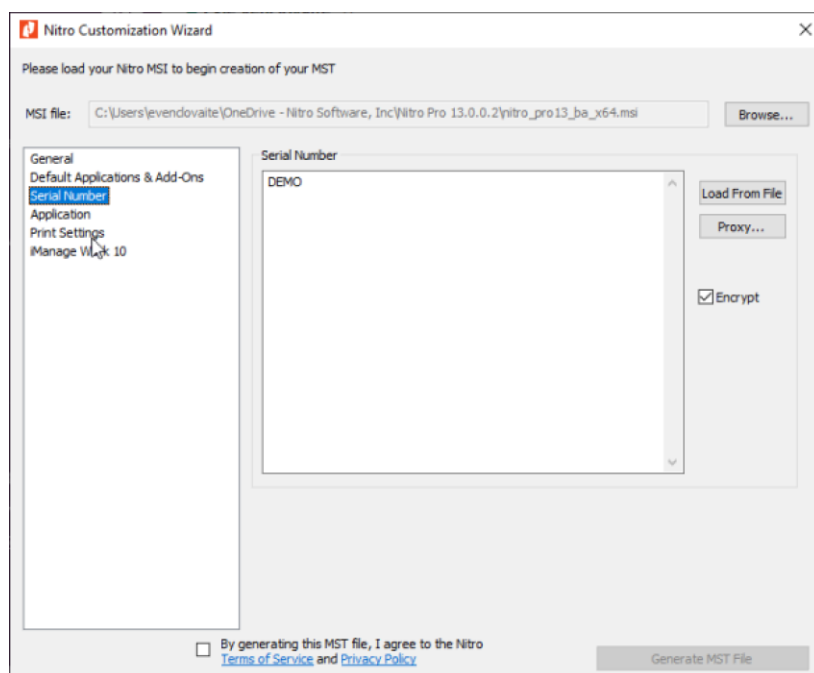 Nitro Customization Wizard
Please load your Nitro MSI to begin creation of your MST
MSI file: C:\Users\evendovaite\OneDrive - Nitro Software, Inc\Nitro Pro 13.0.0.2\nitro_pro13_ba_x64.msi Browse...
General
Default Applications & Add-Ons
Serial Number
Application
Print Settings
iManage Work 10
Serial Number
DEMO
Load From File
Proxy...
Encrypt
By generating this MST file, I agree to the Nitro
Terms of Service and Privacy Policy
Generate MST File